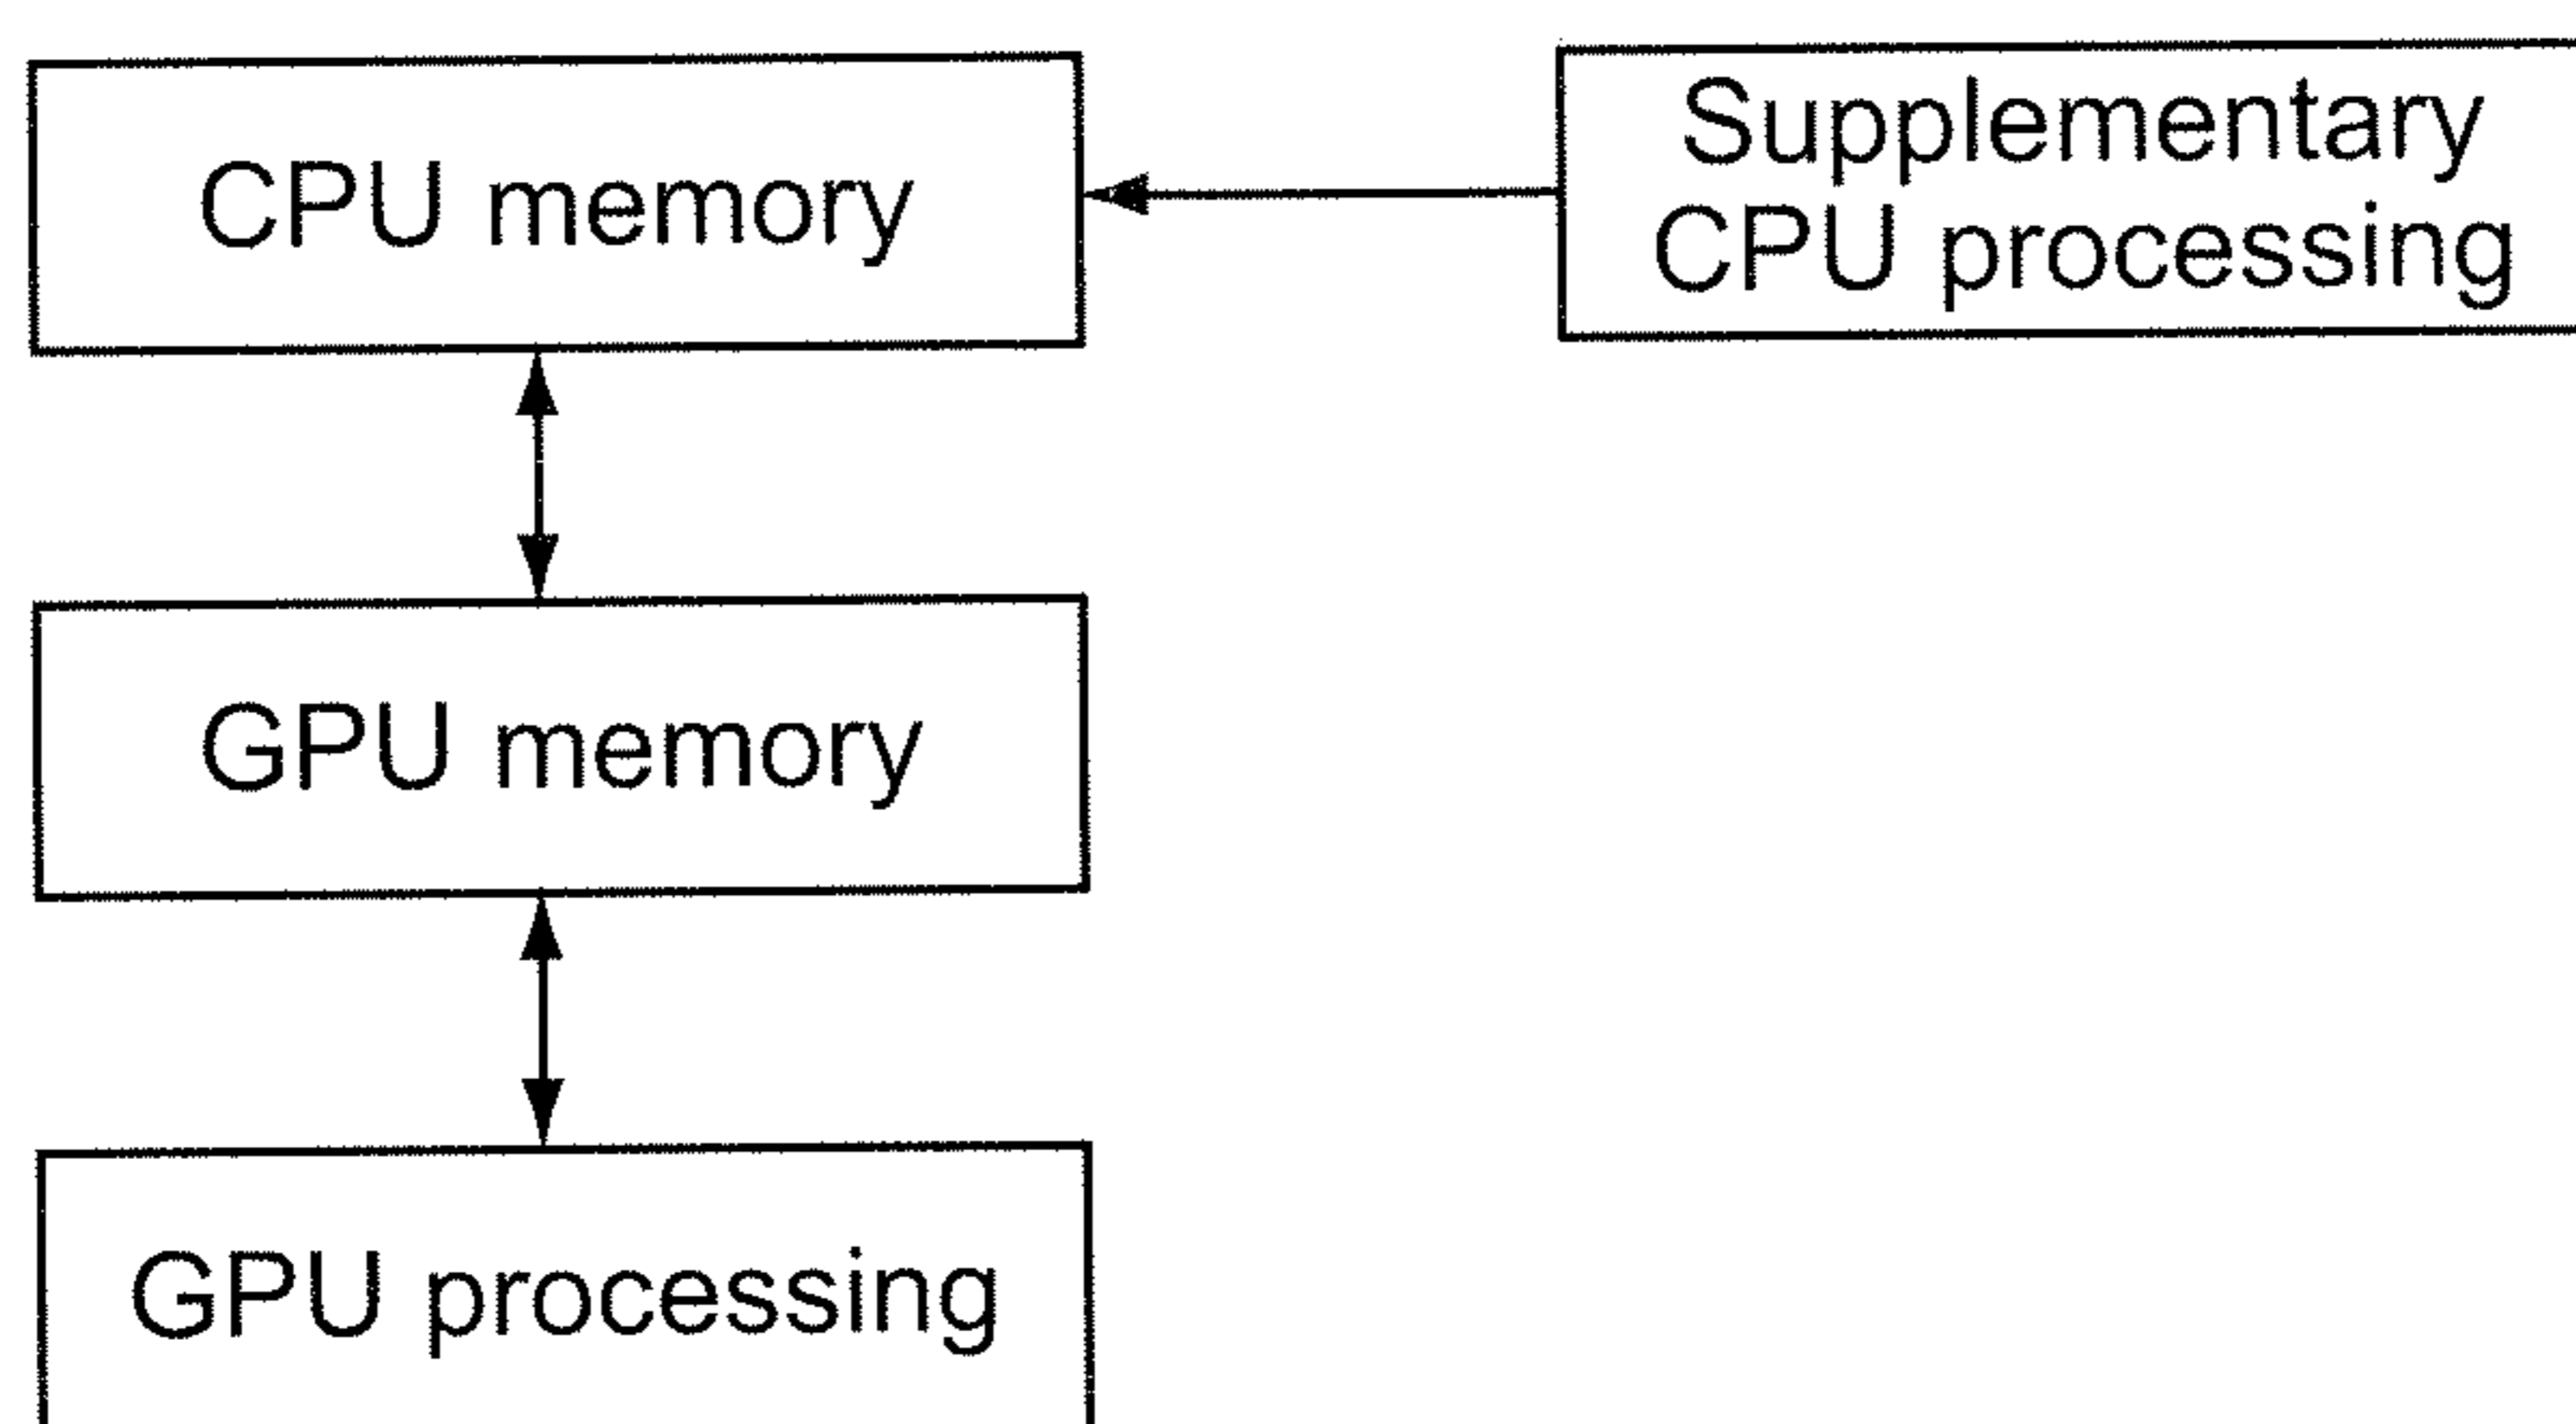 CPU memory
Supplementary
CPU processing
GPU memory
GPU processing